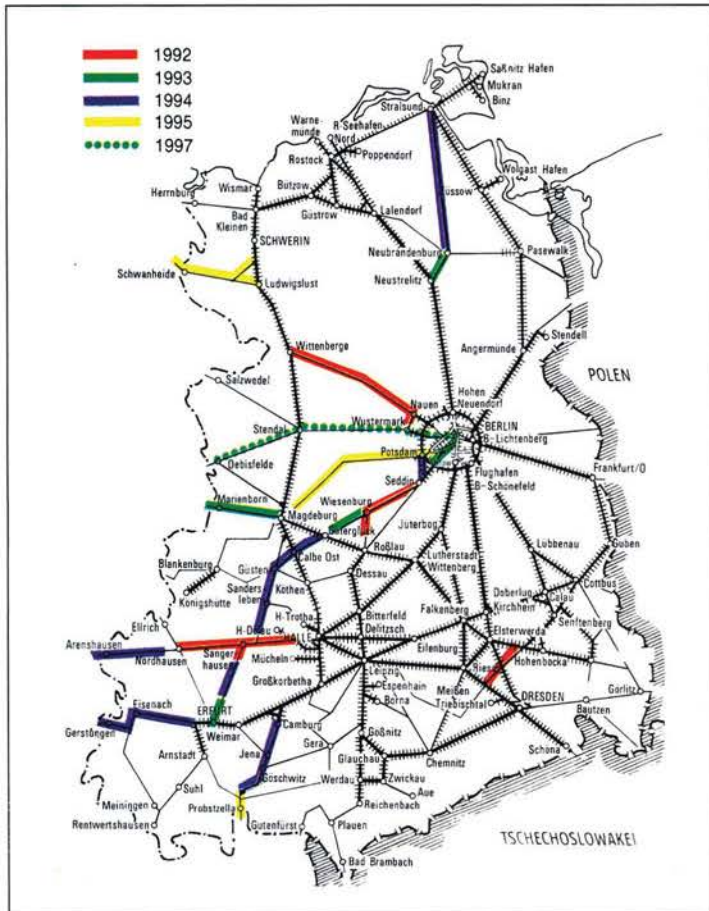 1992
1993
1994
1995
1997
Saßnitz Hafen
Mukran
Binz
Stralsund
R-Seehafen
Nord
Warne-
münde
Rostock
Poppendorf
Wolgast Hafen
Wismar
Herrnburg
Bützow
Güstrow
Lalendorf
Bad
Kleinen
SCHWERIN
Neubrandenburg
Pasewalk
Schwanheide
Ludwigslust
Neustrelitz
Stendell
Angermünde
Wittenberge
POLEN
Salzwedel
Nauen
Hohen
Neuendorf
Wustermark
BERLIN
B-Lichtenberg
Stendal
Potsdam
Oebisfelde
Seddin
Flughafen
B-Schönefeld
Frankfurt/O
Marienborn
Magdeburg
Wiesenburg
Güterglück
Jüterbog
Guben
Roßlau
Lutherstadt
Wittenberg
Lübbenau
Blankenburg
Calbe Ost
Güsten
Dessau
Cottbus
Königshütte
Sanders
leben
Köthen
Doberlug
Kirchhein
Calau
H-Trotha
Bitterfeld
Falkenberg
Senftenberg
Ellrich
HALLE
Delitzsch
Elsterwerda
Arenshausen
Nordhausen
Sanger
hausen
Mücheln
Eilenburg
Hohenbocka
Riesa
Großkorbetha
Leipzig
Meißen
Triebischtal
Görlitz
Eisenach
ERFURT
Espenhain
Borna
DRESDEN
Bautzen
Gerstungen
Weimar
Camburg
Gößnitz
Gera
Arnstadt
Jena
Glauchau
Chemnitz
Schöna
Suhl
Göschwitz
Werdau
Zwickau
Meiningen
Probstzella
Aue
Reichenbach
Rentwertshausen
Gutenfürst
Plauen
TSCHECHOSLOWAKEI
Bad Brambach